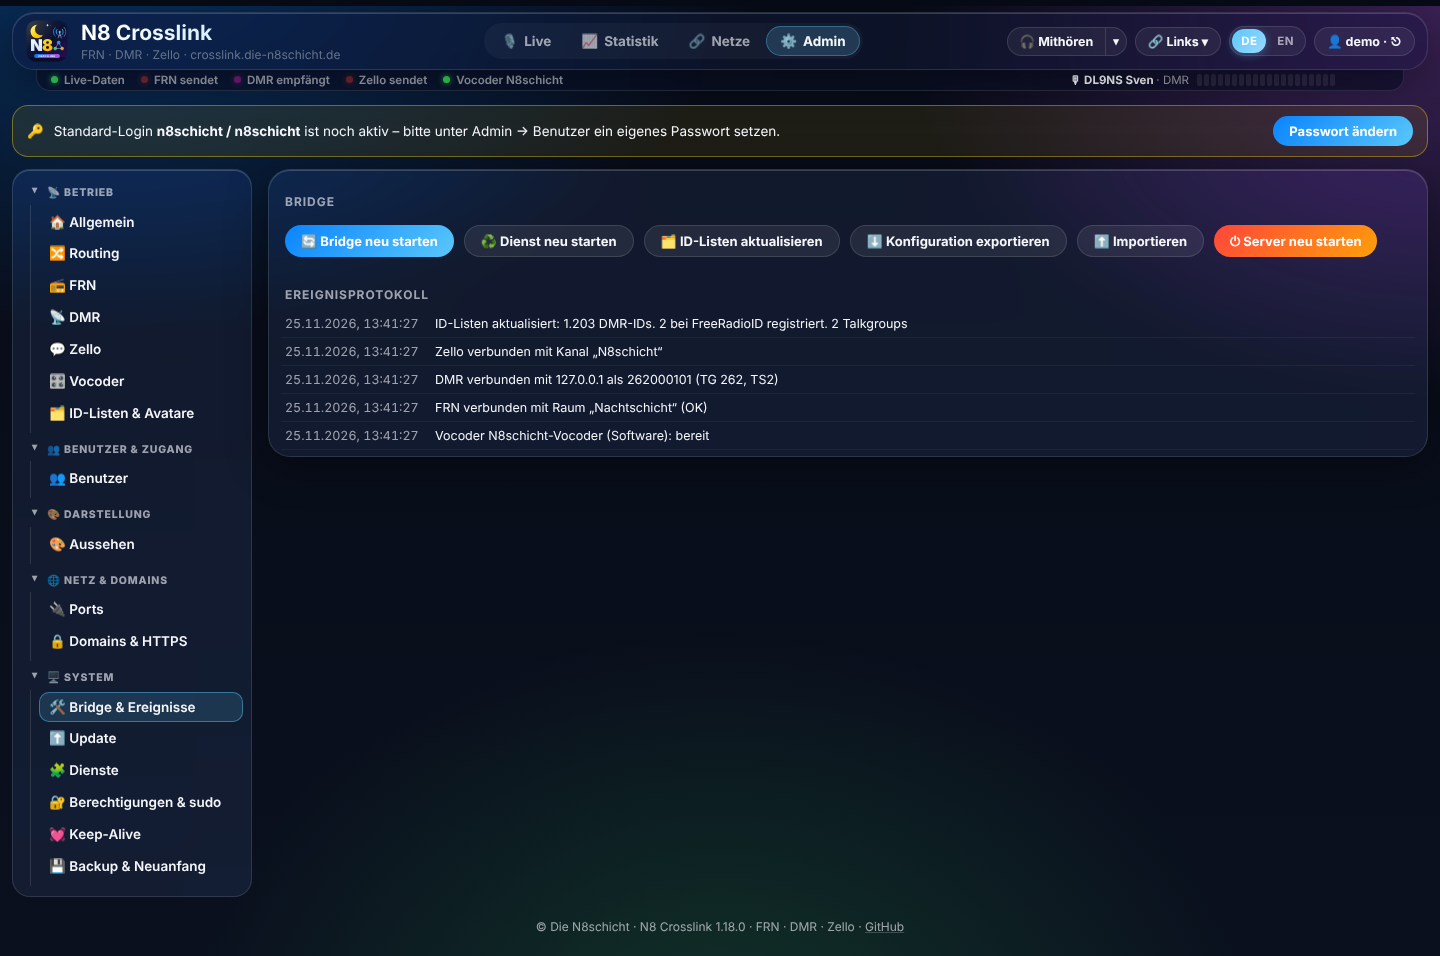 N8 Crosslink
FRN · DMR · Zello · crosslink.die-n8schicht.de
Live
Statistik
Netze
Admin
Mithören
Links
DE EN
demo ·
Live-Daten
FRN sendet
DMR empfängt
Zello sendet
Vocoder N8schicht
DL9NS Sven · DMR
Standard-Login n8schicht / n8schicht ist noch aktiv – bitte unter Admin → Benutzer ein eigenes Passwort setzen.
Passwort ändern
BETRIEB
Allgemein
Routing
FRN
DMR
Zello
Vocoder
ID-Listen & Avatare
BENUTZER & ZUGANG
Benutzer
DARSTELLUNG
Aussehen
NETZ & DOMAINS
Ports
Domains & HTTPS
SYSTEM
Bridge & Ereignisse
Update
Dienste
Berechtigungen & sudo
Keep-Alive
Backup & Neuanfang
BRIDGE
Bridge neu starten
Dienst neu starten
ID-Listen aktualisieren
Konfiguration exportieren
Importieren
Server neu starten
EREIGNISPROTOKOLL
25.11.2026, 13:41:27 ID-Listen aktualisiert: 1.203 DMR-IDs. 2 bei FreeRadioID registriert. 2 Talkgroups
25.11.2026, 13:41:27 Zello verbunden mit Kanal „N8schicht“
25.11.2026, 13:41:27 DMR verbunden mit 127.0.0.1 als 262000101 (TG 262, TS2)
25.11.2026, 13:41:27 FRN verbunden mit Raum „Nachtschicht“ (OK)
25.11.2026, 13:41:27 Vocoder N8schicht-Vocoder (Software): bereit
© Die N8schicht · N8 Crosslink 1.18.0 · FRN · DMR · Zello · GitHub